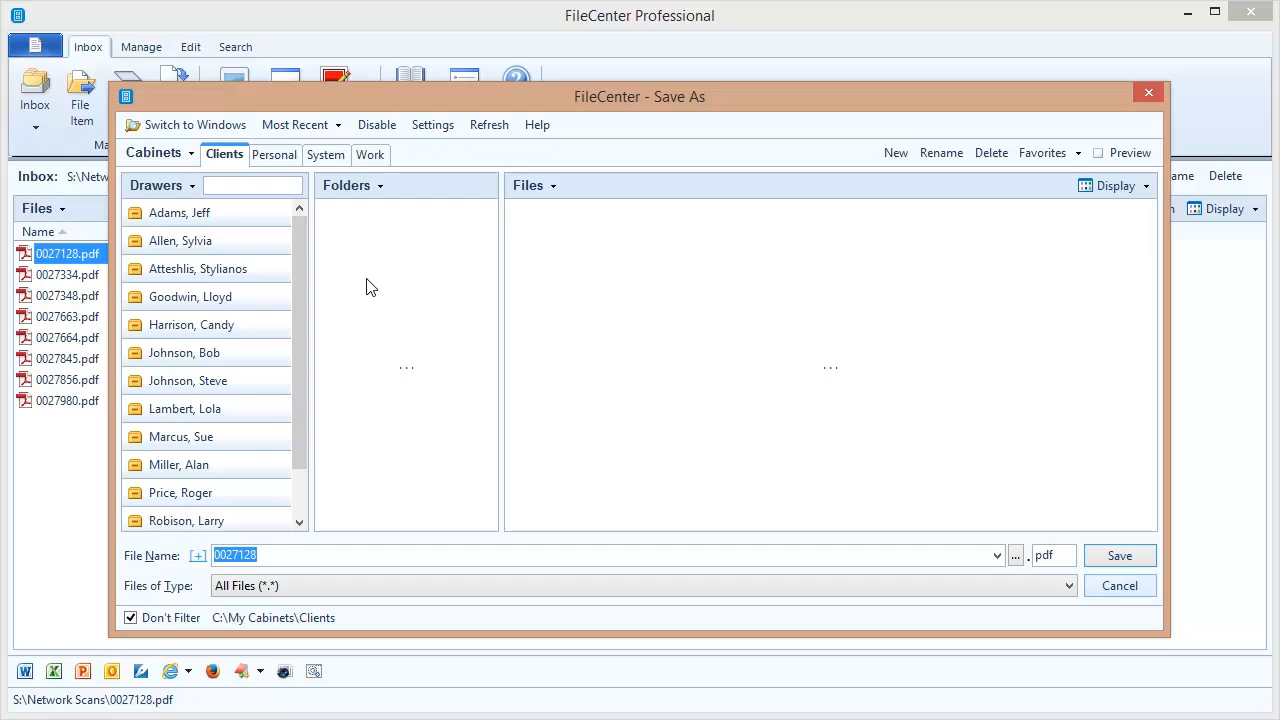 FileCenter Professional
Inbox Manage Edit Search
Inbox
File
Item
Ma
FileCenter - Save As
Switch to Windows Most Recent Disable Settings Refresh Help
Cabinets Clients Personal System Work New Rename Delete Favorites Preview
Inbox: S:\Netw
ame Delete
Drawers Folders Files Display
Files
Display
Name
Adams, Jeff
Allen, Sylvia
Atteshlis, Stylianos
Goodwin, Lloyd
Harrison, Candy
Johnson, Bob
Johnson, Steve
Lambert, Lola
Marcus, Sue
Miller, Alan
Price, Roger
Robison, Larry
...
...
0027128.pdf
0027334.pdf
0027348.pdf
0027663.pdf
0027664.pdf
0027845.pdf
0027856.pdf
0027980.pdf
File Name: [+] 0027128 ... . pdf Save
Files of Type: All Files (*.*) Cancel
Don't Filter C:\My Cabinets\Clients
S:\Network Scans\0027128.pdf